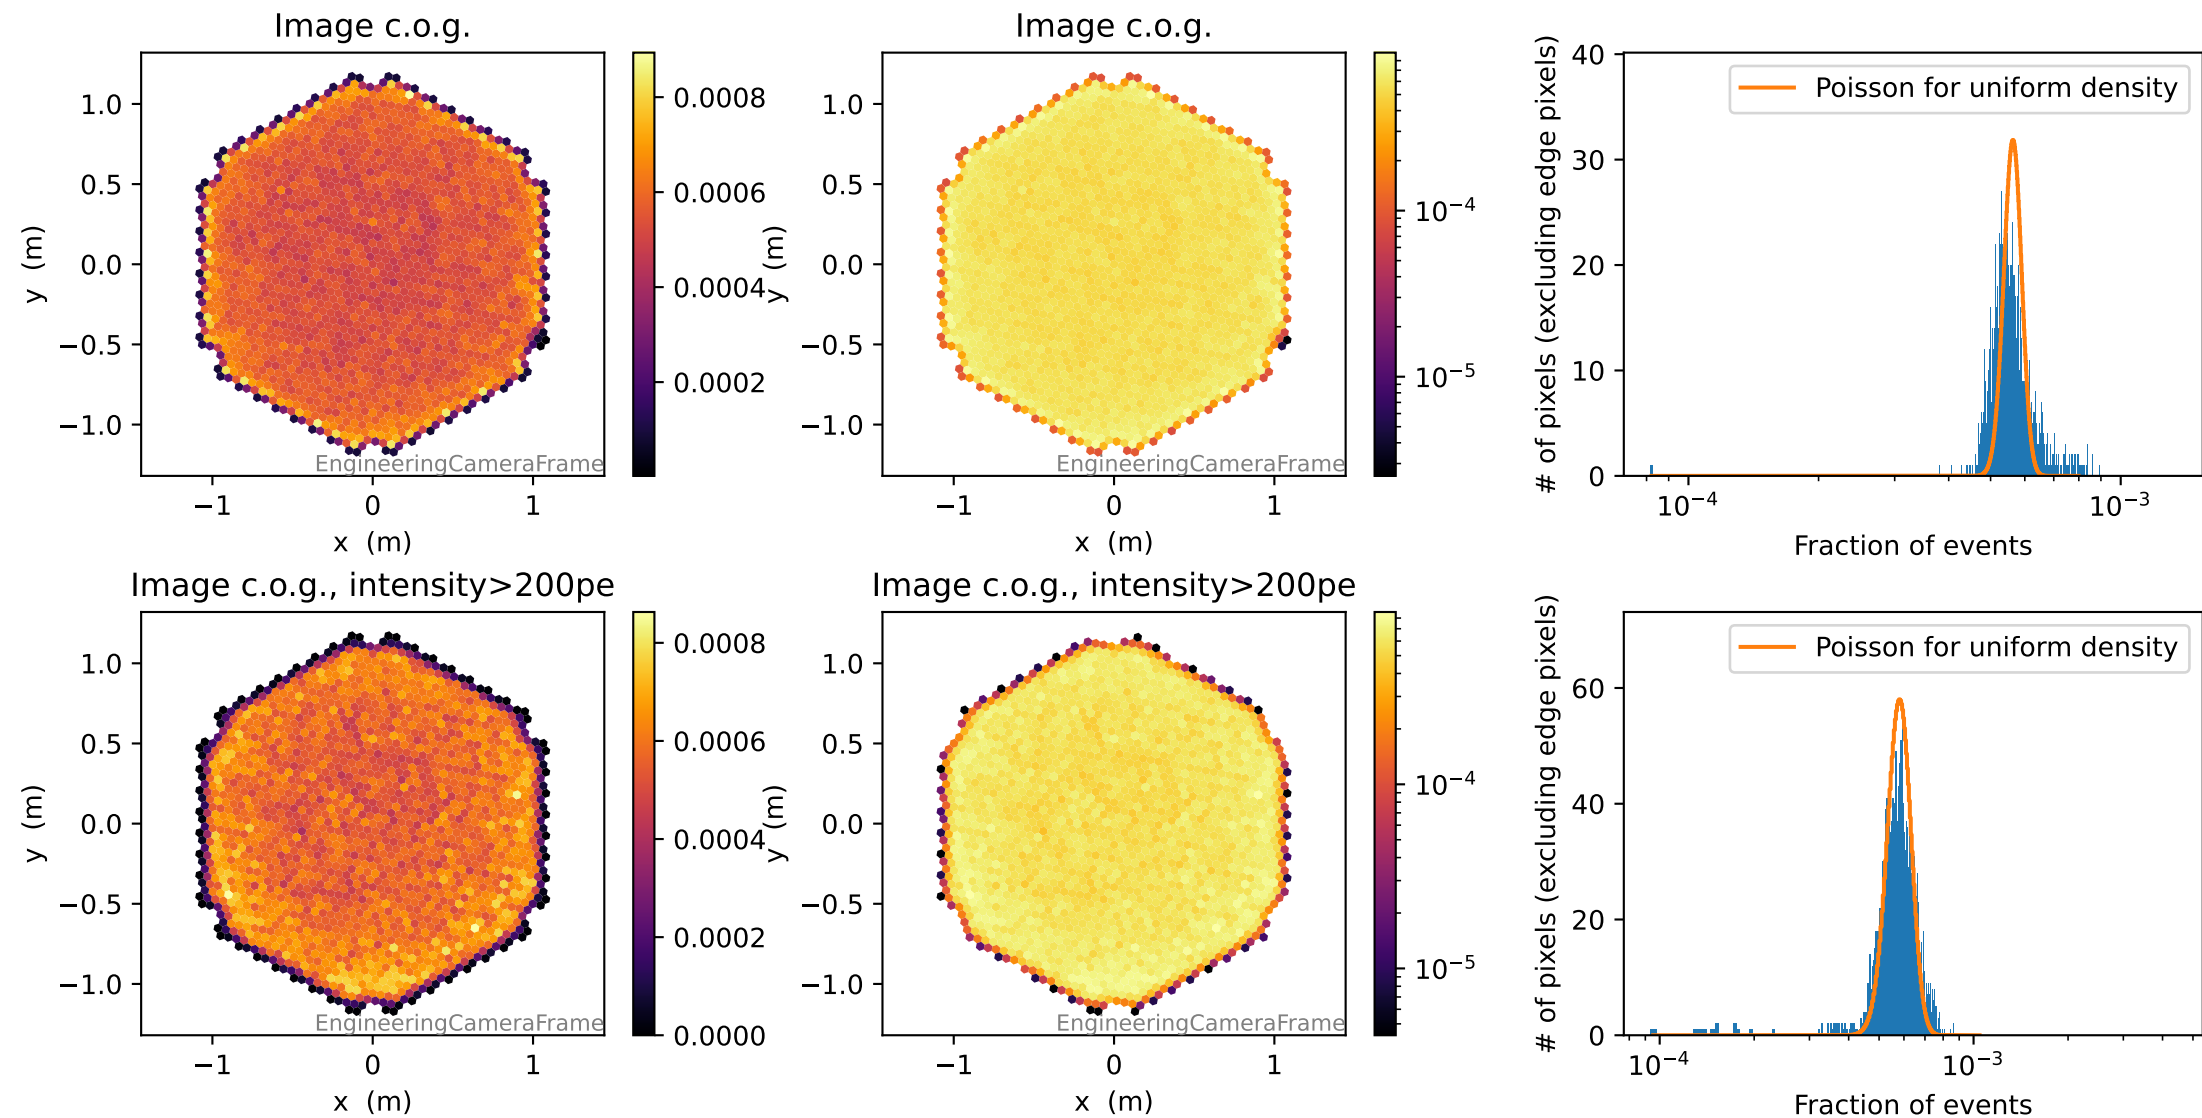 Image c.o.g.
1.0
0.5
0.0
−0.5
−1.0
y (m)
−1
0
1
x (m)
EngineeringCameraFrame
0.0008
0.0006
0.0004
0.0002
Image c.o.g.
1.0
0.5
0.0
−0.5
−1.0
y (m)
−1
0
1
x (m)
EngineeringCameraFrame
10⁻⁴
10⁻⁵
40
30
20
10
0
# of pixels (excluding edge pixels)
Poisson for uniform density
10⁻⁴
10⁻³
Fraction of events
Image c.o.g., intensity>200pe
1.0
0.5
0.0
−0.5
−1.0
y (m)
−1
0
1
x (m)
EngineeringCameraFrame
0.0008
0.0006
0.0004
0.0002
0.0000
Image c.o.g., intensity>200pe
1.0
0.5
0.0
−0.5
−1.0
y (m)
−1
0
1
x (m)
EngineeringCameraFrame
10⁻⁴
10⁻⁵
60
40
20
0
# of pixels (excluding edge pixels)
Poisson for uniform density
10⁻⁴
10⁻³
Fraction of events